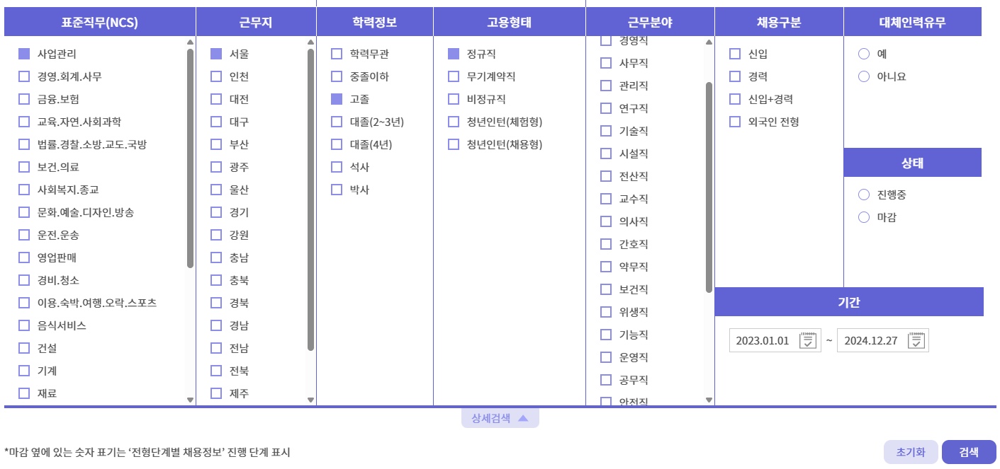 표준직무(NCS)
사업관리
경영.회계.사무
금융.보험
교육.자연.사회과학
법률.경찰.소방.교도.국방
보건.의료
사회복지.종교
문화.예술.디자인.방송
운전.운송
영업판매
경비.청소
이용.숙박.여행.오락.스포츠
음식서비스
건설
기계
재료
근무지
서울
인천
대전
대구
부산
광주
울산
경기
강원
충남
충북
경북
경남
전남
전북
제주
학력정보
학력무관
중졸이하
고졸
대졸(2~3년)
대졸(4년)
석사
박사
고용형태
정규직
무기계약직
비정규직
청년인턴(체험형)
청년인턴(채용형)
근무분야
경영직
사무직
관리직
연구직
기술직
시설직
전산직
교수직
의사직
간호직
약무직
보건직
위생직
기능직
운영직
공무직
안전직
채용구분
신입
경력
신입+경력
외국인 전형
대체인력유무
예
아니요
상태
진행중
마감
기간
2023.01.01 ~ 2024.12.27
상세검색
*마감 옆에 있는 숫자 표기는 ‘전형단계별 채용정보’ 진행 단계 표시
초기화
검색